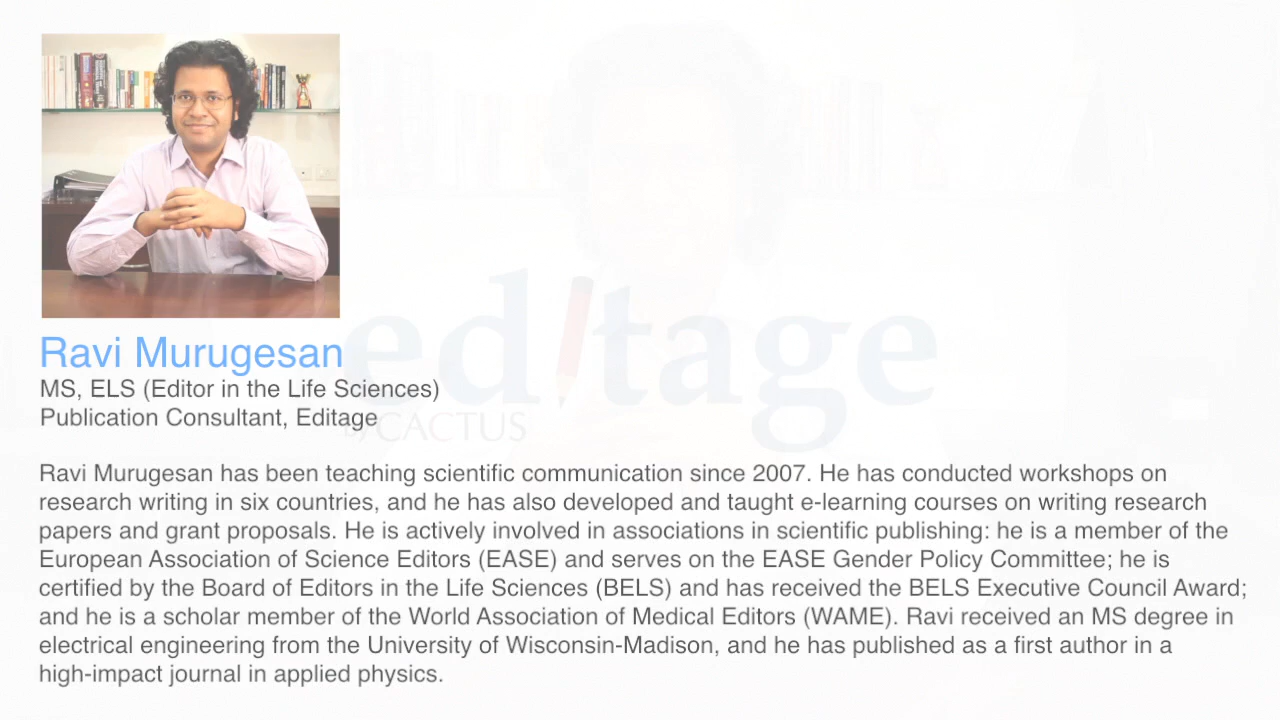 Ravi Murugesan
MS, ELS (Editor in the Life Sciences)
Publication Consultant, Editage
editage
by CACTUS
Ravi Murugesan has been teaching scientific communication since 2007. He has conducted workshops on
research writing in six countries, and he has also developed and taught e-learning courses on writing research
papers and grant proposals. He is actively involved in associations in scientific publishing: he is a member of the
European Association of Science Editors (EASE) and serves on the EASE Gender Policy Committee; he is
certified by the Board of Editors in the Life Sciences (BELS) and has received the BELS Executive Council Award;
and he is a scholar member of the World Association of Medical Editors (WAME). Ravi received an MS degree in
electrical engineering from the University of Wisconsin-Madison, and he has published as a first author in a
high-impact journal in applied physics.